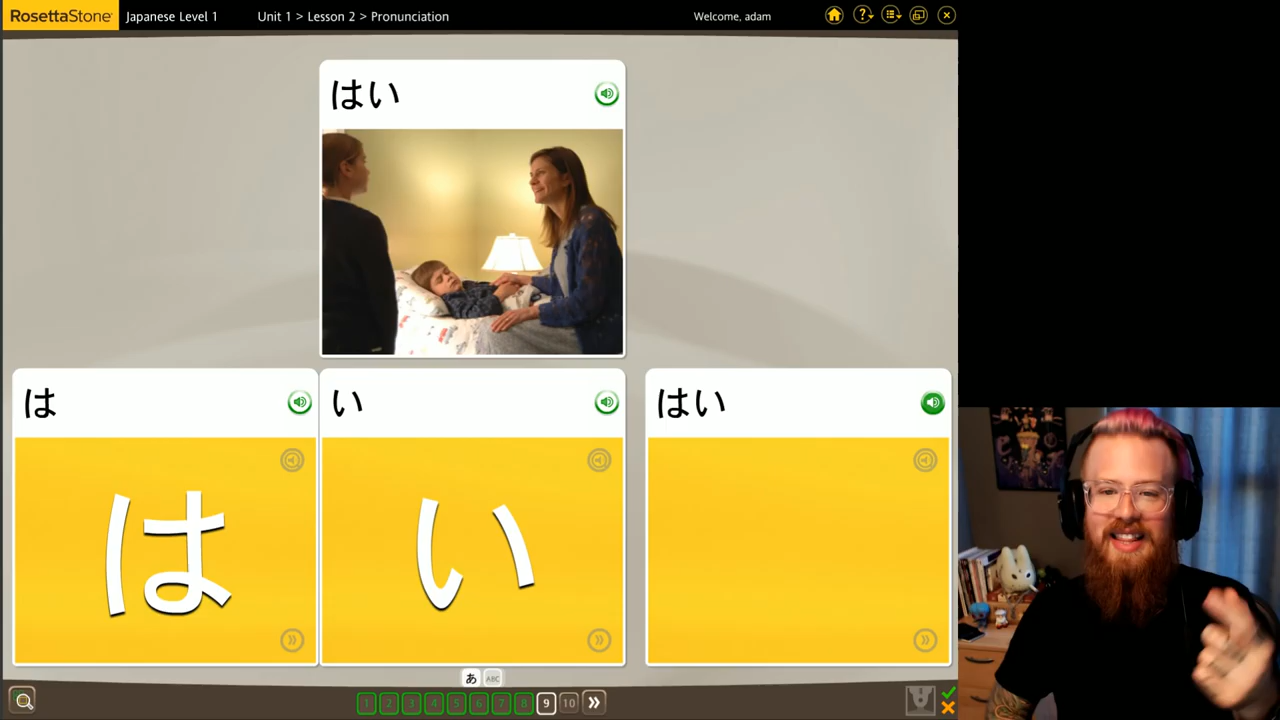 RosettaStone Japanese Level 1 Unit 1 > Lesson 2 > Pronunciation Welcome, adam
はい
は い はい
は い
あ ABC
1 2 3 4 5 6 7 8 9 10